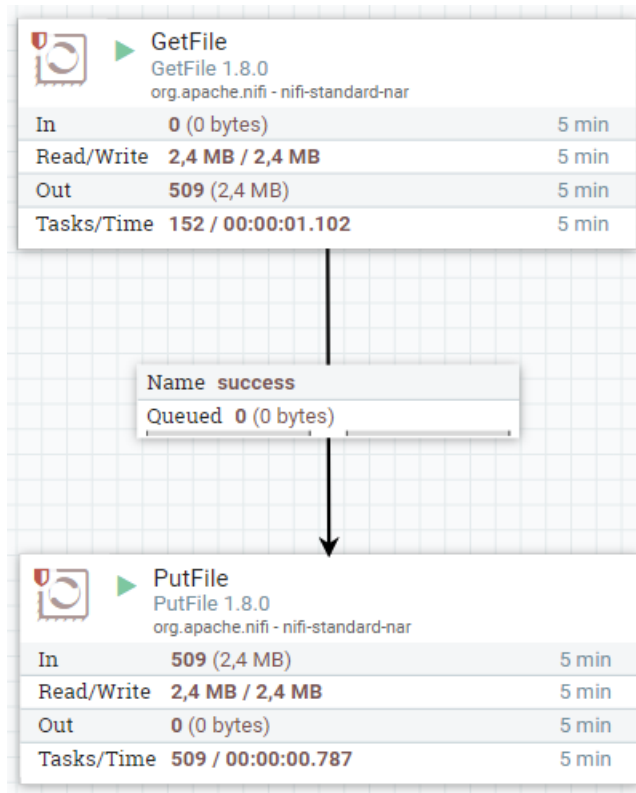 GetFile
GetFile 1.8.0
org.apache.nifi - nifi-standard-nar
In 0 (0 bytes) 5 min
Read/Write 2,4 MB / 2,4 MB 5 min
Out 509 (2,4 MB) 5 min
Tasks/Time 152 / 00:00:01.102 5 min
Name success
Queued 0 (0 bytes)
PutFile
PutFile 1.8.0
org.apache.nifi - nifi-standard-nar
In 509 (2,4 MB) 5 min
Read/Write 2,4 MB / 2,4 MB 5 min
Out 0 (0 bytes) 5 min
Tasks/Time 509 / 00:00:00.787 5 min